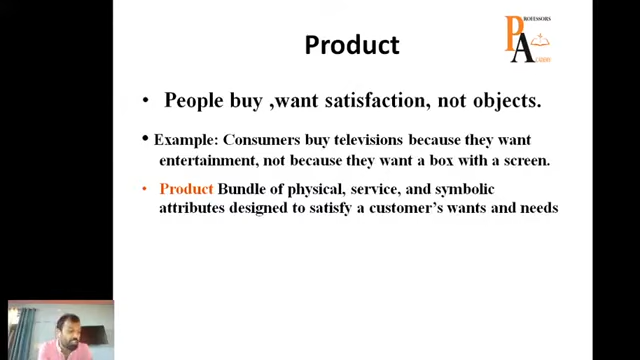 PROFESSORS
PA
ACADEMY
Product
• People buy ,want satisfaction, not objects.
• Example: Consumers buy televisions because they want
entertainment, not because they want a box with a screen.
• Product Bundle of physical, service, and symbolic
attributes designed to satisfy a customer's wants and needs